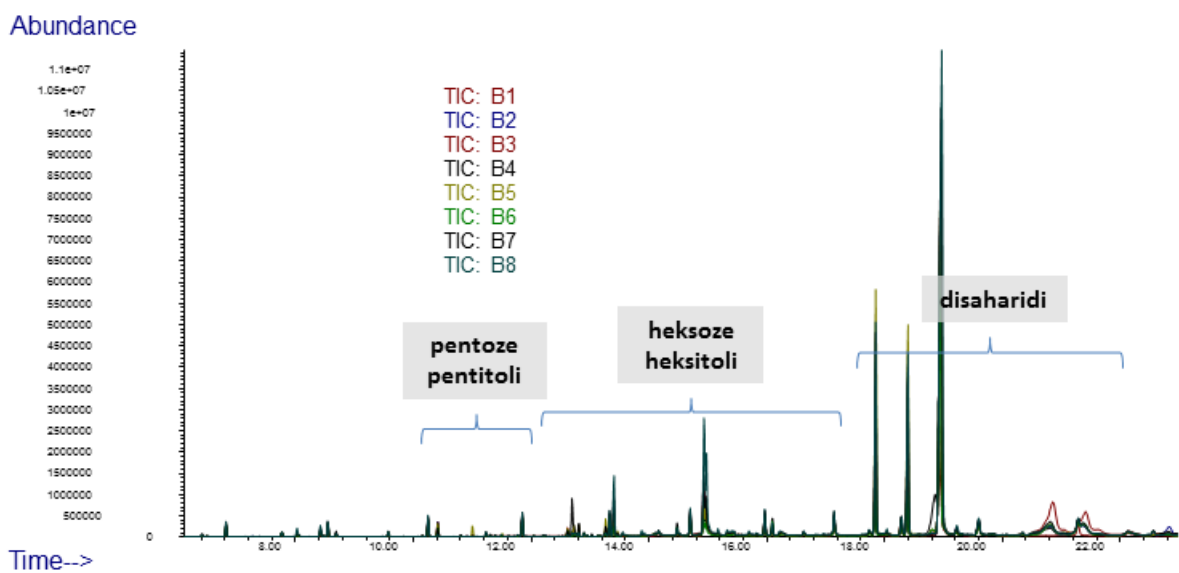 Abundance
1.1e+07
1.05e+07
1e+07
9500000
9000000
8500000
8000000
7500000
7000000
6500000
6000000
5500000
5000000
4500000
4000000
3500000
3000000
2500000
2000000
1500000
1000000
500000
0
TIC: B1
TIC: B2
TIC: B3
TIC: B4
TIC: B5
TIC: B6
TIC: B7
TIC: B8
pentoze
pentitoli
heksoze
heksitoli
disaharidi
8.00 10.00 12.00 14.00 16.00 18.00 20.00 22.00
Time-->